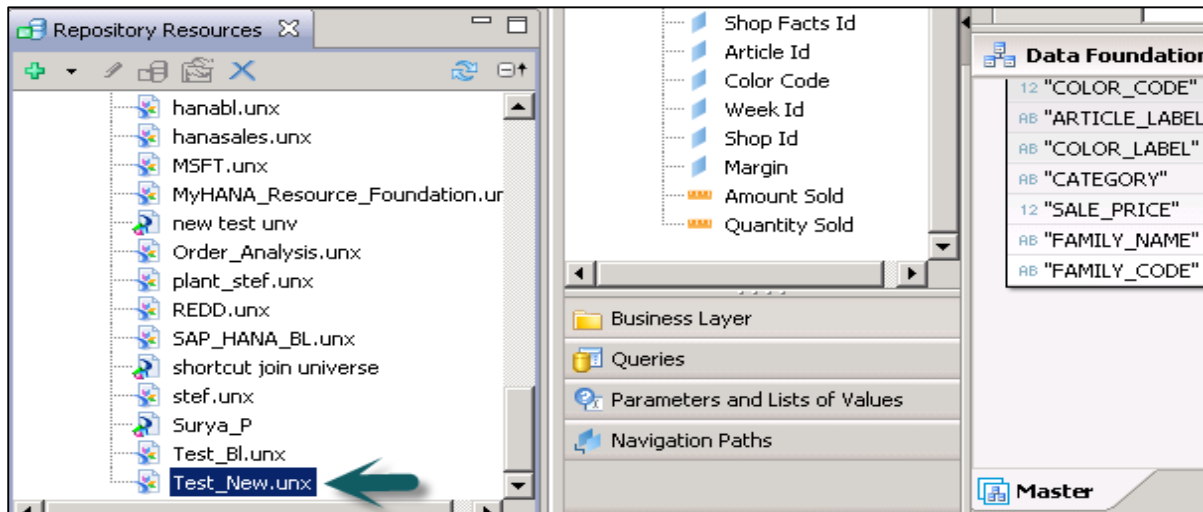 Repository Resources
hanabl.unx
hanasales.unx
MSFT.unx
MyHANA_Resource_Foundation.ur
new test unv
Order_Analysis.unx
plant_stef.unx
REDD.unx
SAP_HANA_BL.unx
shortcut join universe
stef.unx
Surya_P
Test_Bl.unx
Test_New.unx
Shop Facts Id
Article Id
Color Code
Week Id
Shop Id
Margin
Amount Sold
Quantity Sold
Business Layer
Queries
Parameters and Lists of Values
Navigation Paths
Data Foundation
12 "COLOR_CODE"
AB "ARTICLE_LABEL
AB "COLOR_LABEL"
AB "CATEGORY"
12 "SALE_PRICE"
AB "FAMILY_NAME"
AB "FAMILY_CODE"
Master